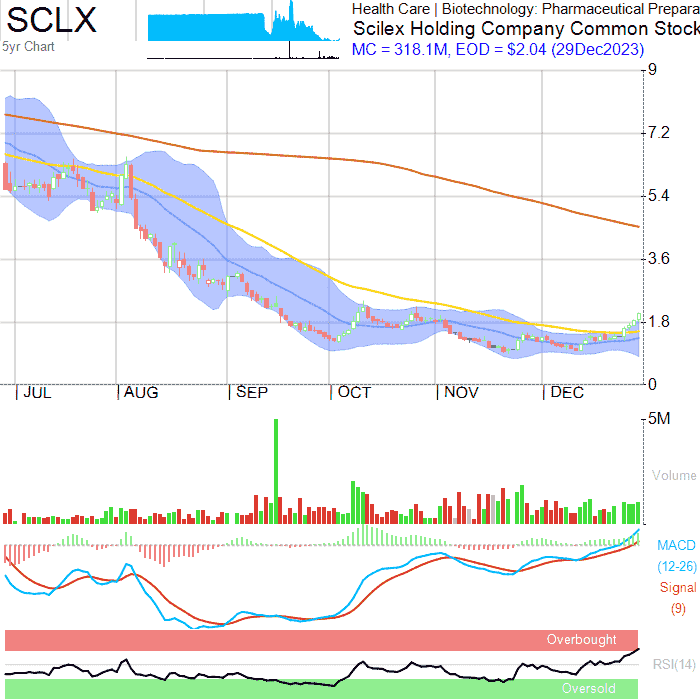 SCLX
5yr Chart
Health Care | Biotechnology: Pharmaceutical Prepara
Scilex Holding Company Common Stock
MC = 318.1M, EOD = $2.04 (29Dec2023)
9
7.2
5.4
3.6
1.8
0
JUL AUG SEP OCT NOV DEC
5M
Volume
MACD
(12-26)
Signal
(9)
Overbought
RSI(14)
Oversold